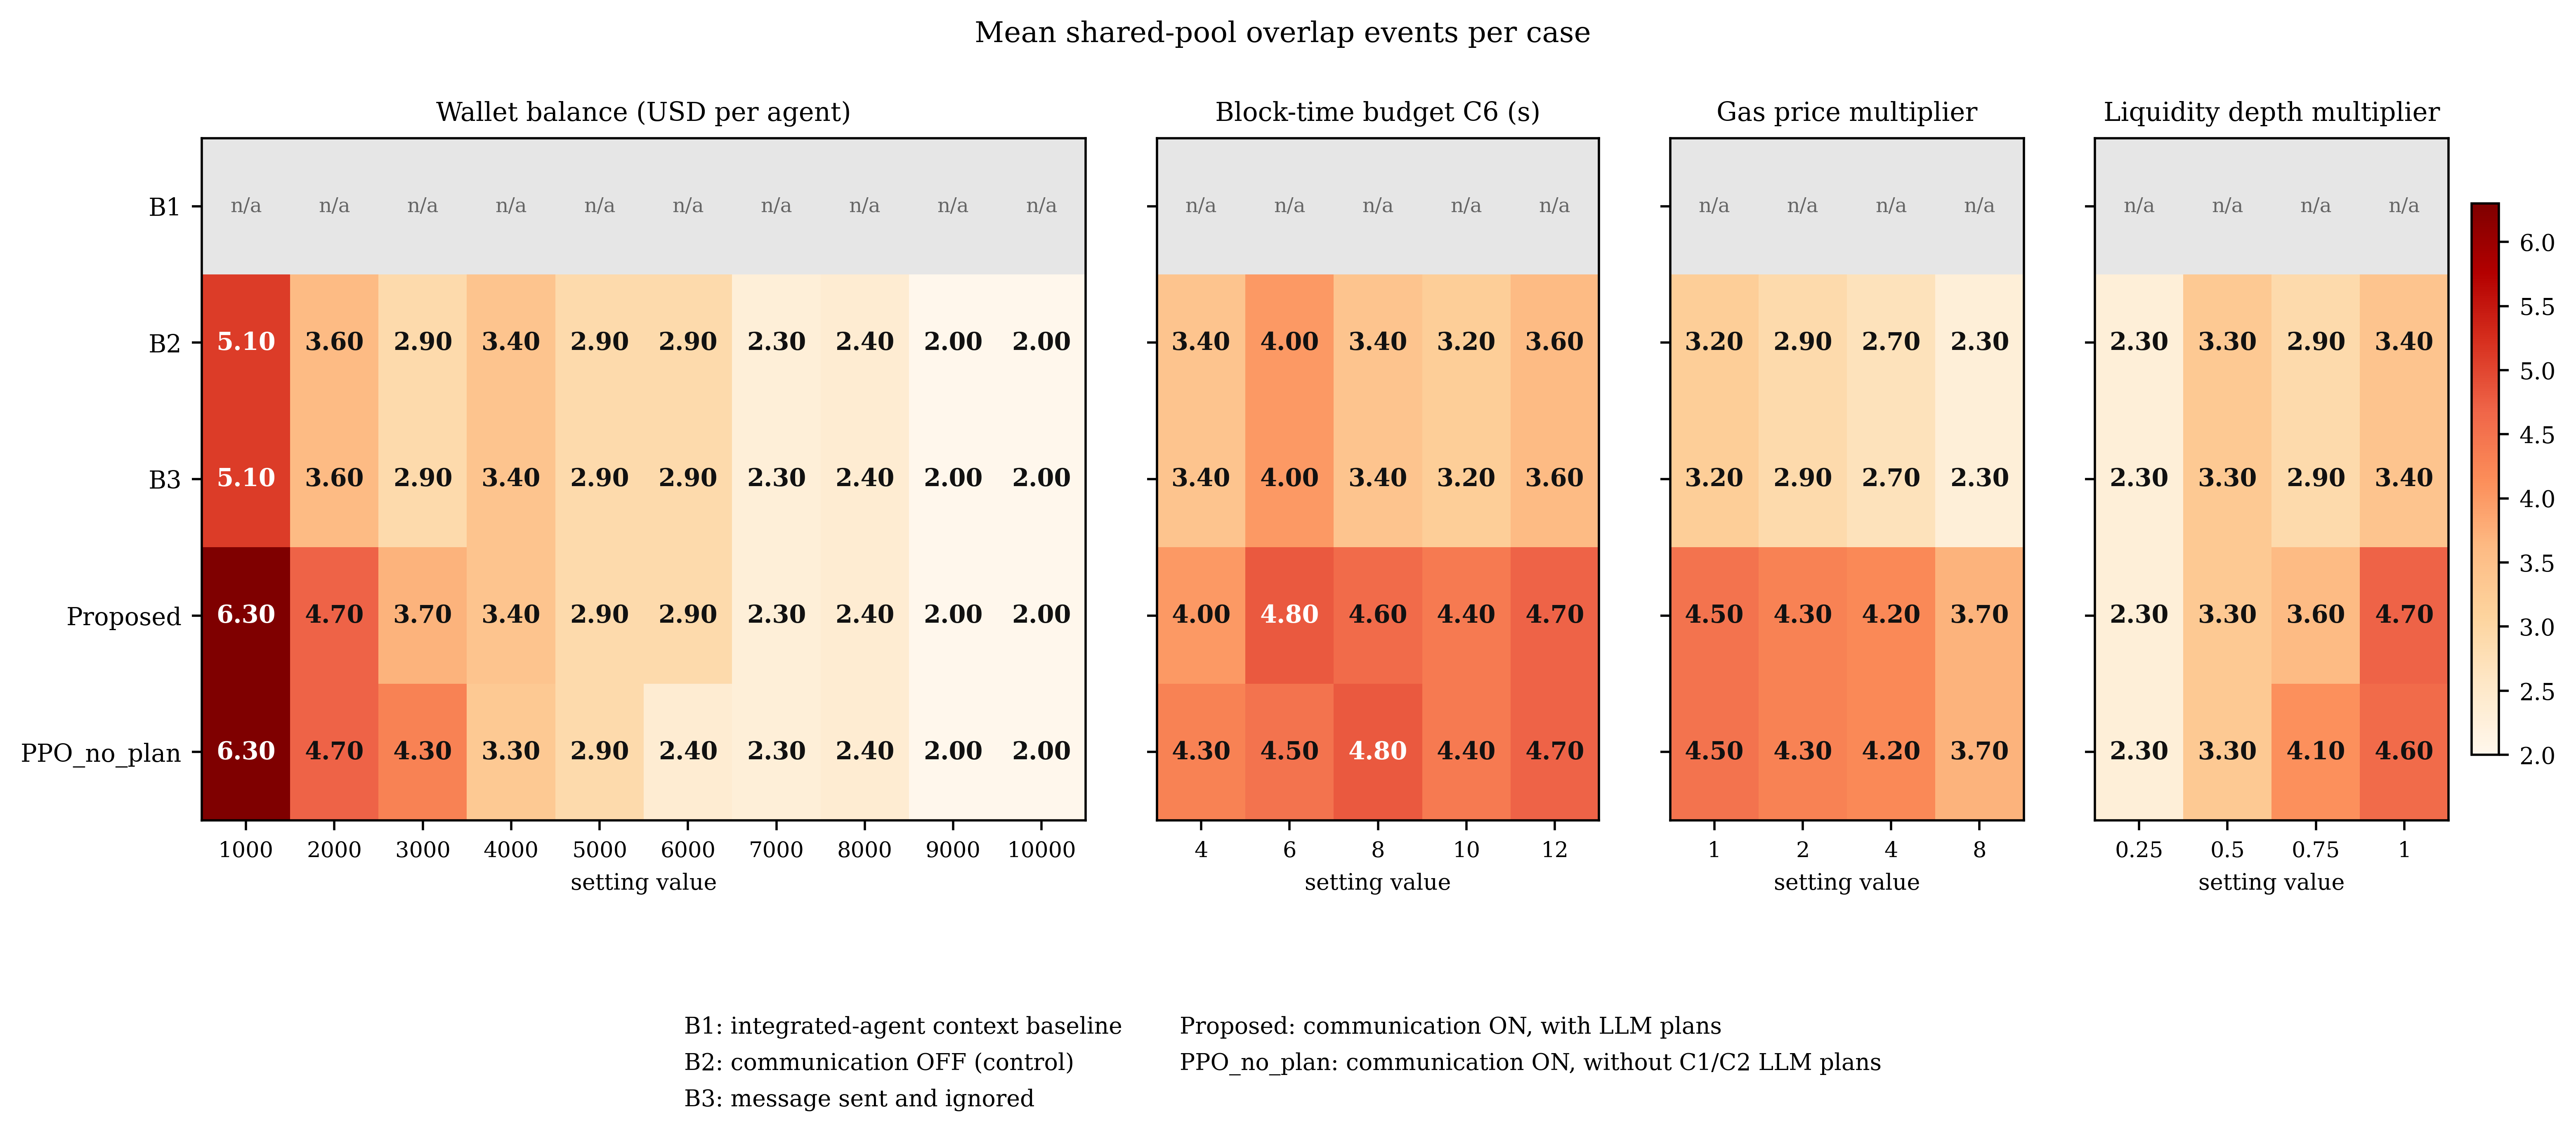 Mean shared-pool overlap events per case
Wallet balance (USD per agent)
B1 n/a n/a n/a n/a n/a n/a n/a n/a n/a n/a
B2 5.10 3.60 2.90 3.40 2.90 2.90 2.30 2.40 2.00 2.00
B3 5.10 3.60 2.90 3.40 2.90 2.90 2.30 2.40 2.00 2.00
Proposed 6.30 4.70 3.70 3.40 2.90 2.90 2.30 2.40 2.00 2.00
PPO_no_plan 6.30 4.70 4.30 3.30 2.90 2.40 2.30 2.40 2.00 2.00
1000 2000 3000 4000 5000 6000 7000 8000 9000 10000
setting value
Block-time budget C6 (s)
n/a n/a n/a n/a n/a
3.40 4.00 3.40 3.20 3.60
3.40 4.00 3.40 3.20 3.60
4.00 4.80 4.60 4.40 4.70
4.30 4.50 4.80 4.40 4.70
4 6 8 10 12
setting value
Gas price multiplier
n/a n/a n/a n/a
3.20 2.90 2.70 2.30
3.20 2.90 2.70 2.30
4.50 4.30 4.20 3.70
4.50 4.30 4.20 3.70
1 2 4 8
setting value
Liquidity depth multiplier
n/a n/a n/a n/a
2.30 3.30 2.90 3.40
2.30 3.30 2.90 3.40
2.30 3.30 3.60 4.70
2.30 3.30 4.10 4.60
0.25 0.5 0.75 1
setting value
6.0
5.5
5.0
4.5
4.0
3.5
3.0
2.5
2.0
B1: integrated-agent context baseline
B2: communication OFF (control)
B3: message sent and ignored
Proposed: communication ON, with LLM plans
PPO_no_plan: communication ON, without C1/C2 LLM plans